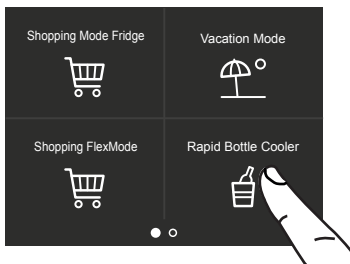 Shopping Mode Fridge
Vacation Mode
Shopping FlexMode
Rapid Bottle Cooler